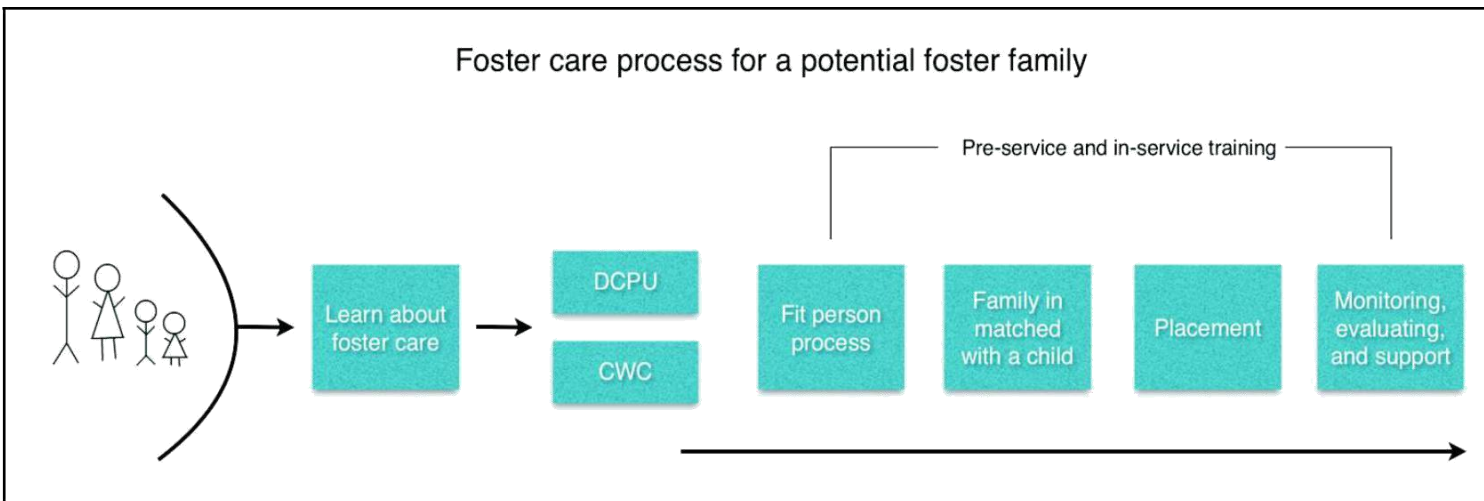 Foster care process for a potential foster family
Pre-service and in-service training
Learn about
foster care
DCPU
CWC
Fit person
process
Family in
matched
with a child
Placement
Monitoring,
evaluating,
and support